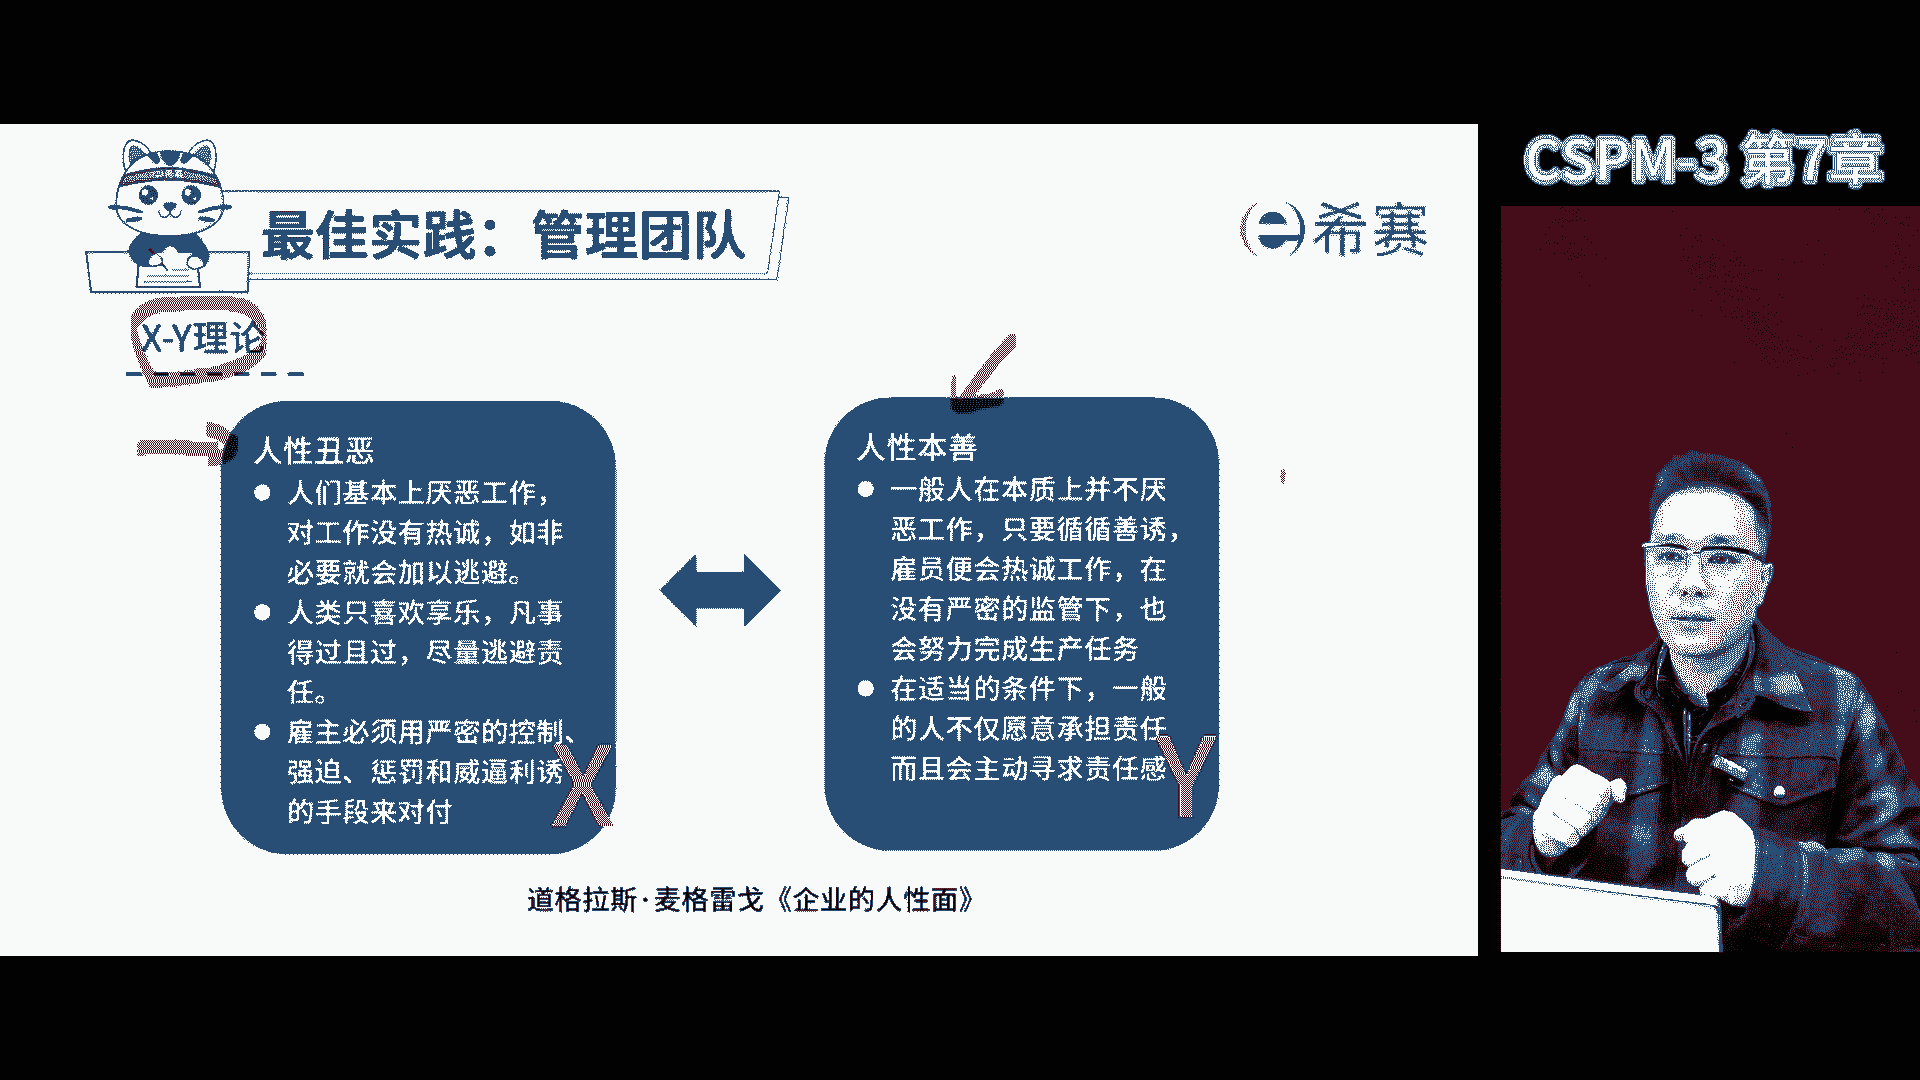 CSPM-3 第7章
最佳实践：管理团队
希赛
X-Y理论
人性丑恶
人们基本上厌恶工作，
对工作没有热诚，如非
必要就会加以逃避。
人类只喜欢享乐，凡事
得过且过，尽量逃避责
任。
雇主必须用严密的控制、
强迫、惩罚和威逼利诱
的手段来对付
X
人性本善
一般人在本质上并不厌
恶工作，只要循循善诱，
雇员便会热诚工作，在
没有严密的监管下，也
会努力完成生产任务
在适当的条件下，一般
的人不仅愿意承担责任
而且会主动寻求责任感
Y
道格拉斯·麦格雷戈《企业的人性面》